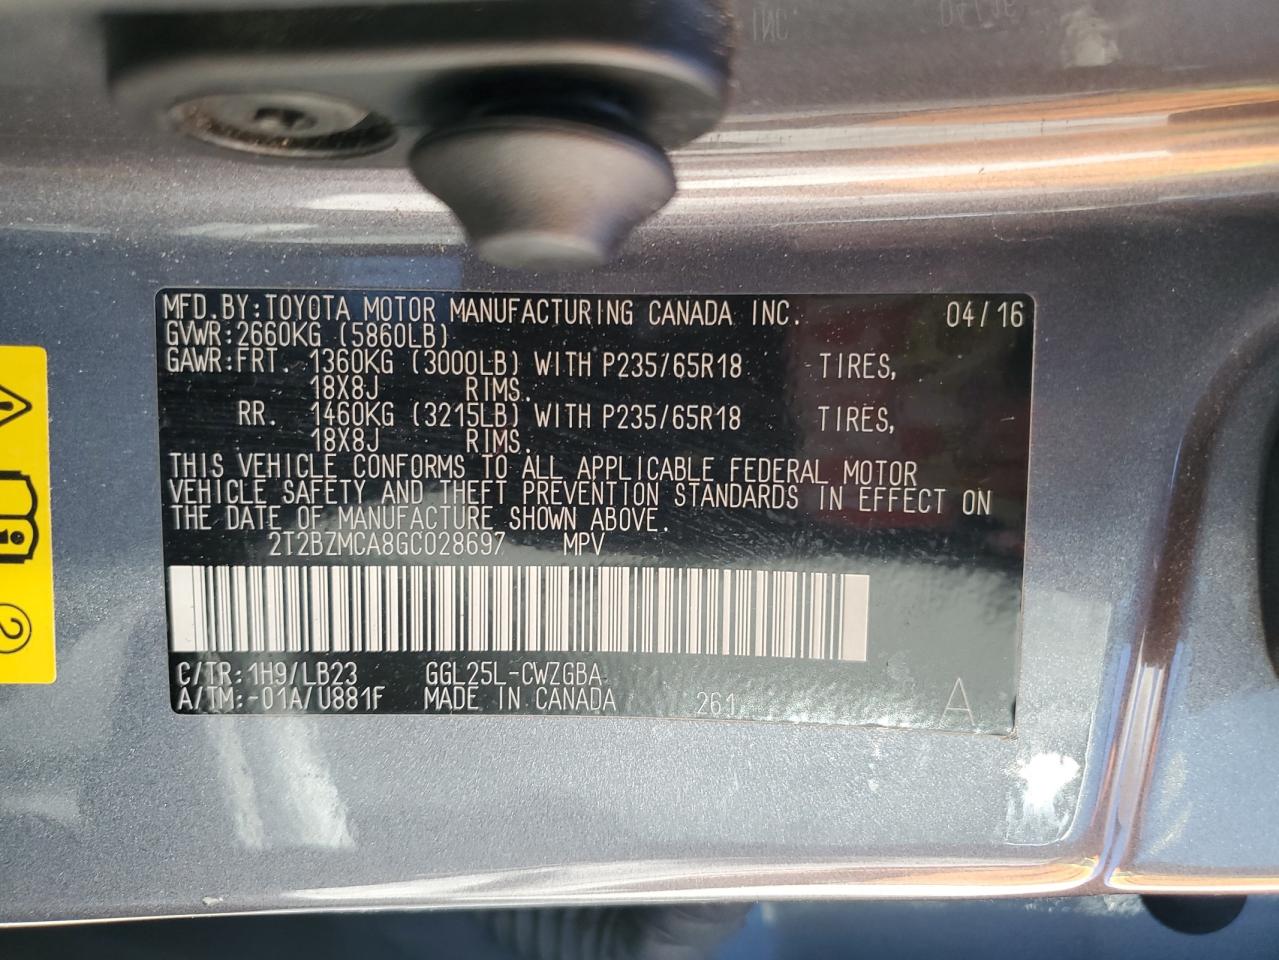 MFD.BY:TOYOTA MOTOR MANUFACTURING CANADA INC. 04/16
GVWR:2660KG (5860LB)
GAWR:FRT. 1360KG (3000LB) WITH P235/65R18 TIRES,
18X8J RIMS.
RR. 1460KG (3215LB) WITH P235/65R18 TIRES,
18X8J RIMS.
THIS VEHICLE CONFORMS TO ALL APPLICABLE FEDERAL MOTOR
VEHICLE SAFETY AND THEFT PREVENTION STANDARDS IN EFFECT ON
THE DATE OF MANUFACTURE SHOWN ABOVE.
2T2BZMCA8GC028697 MPV
C/TR:1H9/LB23 GGL25L-CWZGBA
A/TM:-01A/U881F MADE IN CANADA 261 A
2